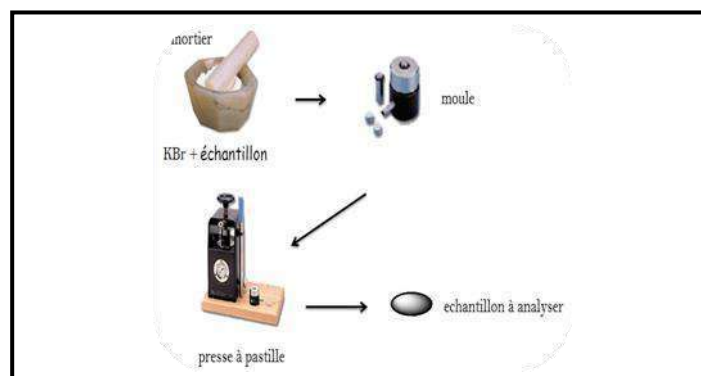 mortier
moule
KBr + échantillon
echantillon à analyser
presse à pastille